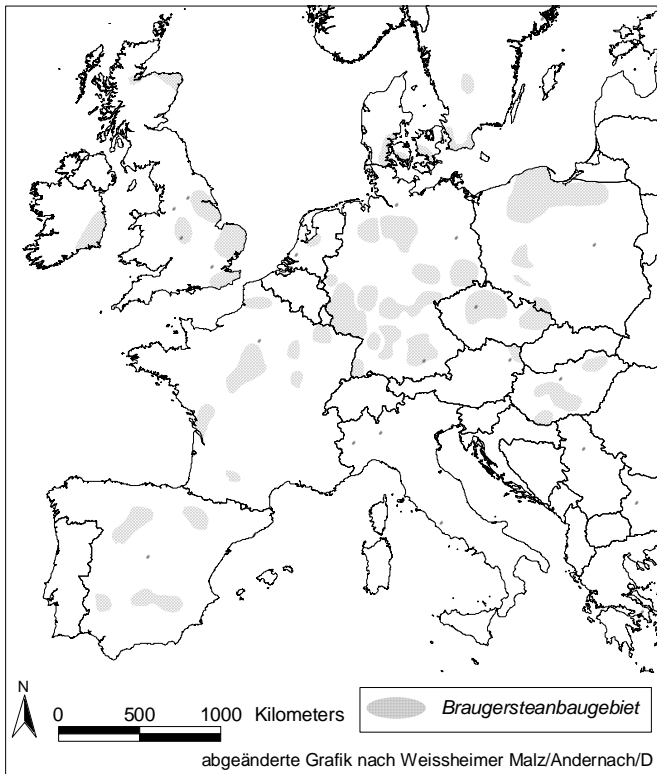 N
0 500 1000 Kilometers
Braugersteanbaugebiet
abgeänderte Grafik nach Weissheimer Malz/Andernach/D